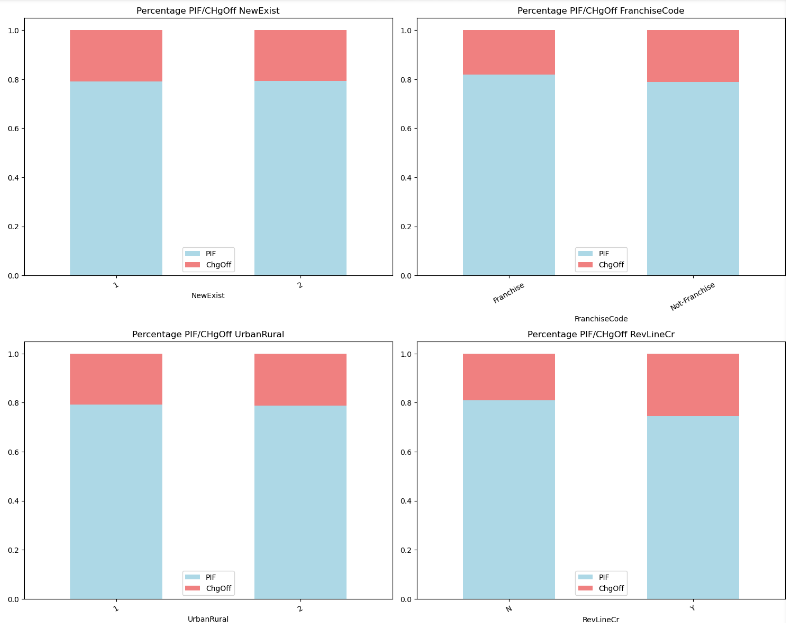 Percentage PIF/CHgOff NewExist
1.0
0.8
0.6
0.4
0.2
0.0
PIF
ChgOff
1
2
NewExist
Percentage PIF/CHgOff FranchiseCode
1.0
0.8
0.6
0.4
0.2
0.0
PIF
ChgOff
Franchise
Not-Franchise
FranchiseCode
Percentage PIF/CHgOff UrbanRural
1.0
0.8
0.6
0.4
0.2
0.0
PIF
ChgOff
1
2
UrbanRural
Percentage PIF/CHgOff RevLineCr
1.0
0.8
0.6
0.4
0.2
0.0
PIF
ChgOff
N
Y
RevLineCr